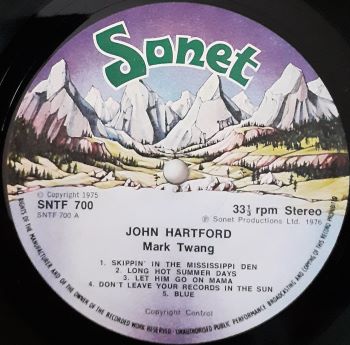 Sonet
© Copyright 1975
SNTF 700
SNTF 700 A
33⅓ rpm Stereo
℗ Sonet Productions Ltd. 1976
JOHN HARTFORD
Mark Twang
1. SKIPPIN' IN THE MISSISSIPPI DEN
2. LONG HOT SUMMER DAYS
3. LET HIM GO ON MAMA
4. DON'T LEAVE YOUR RECORDS IN THE SUN
5. BLUE
Copyright Control
RIGHTS OF THE MANUFACTURER AND OF THE OWNER OF THE RECORDED WORK RESERVED - UNAUTHORISED PUBLIC PERFORMANCE BROADCASTING AND COPYING OF THIS RECORD